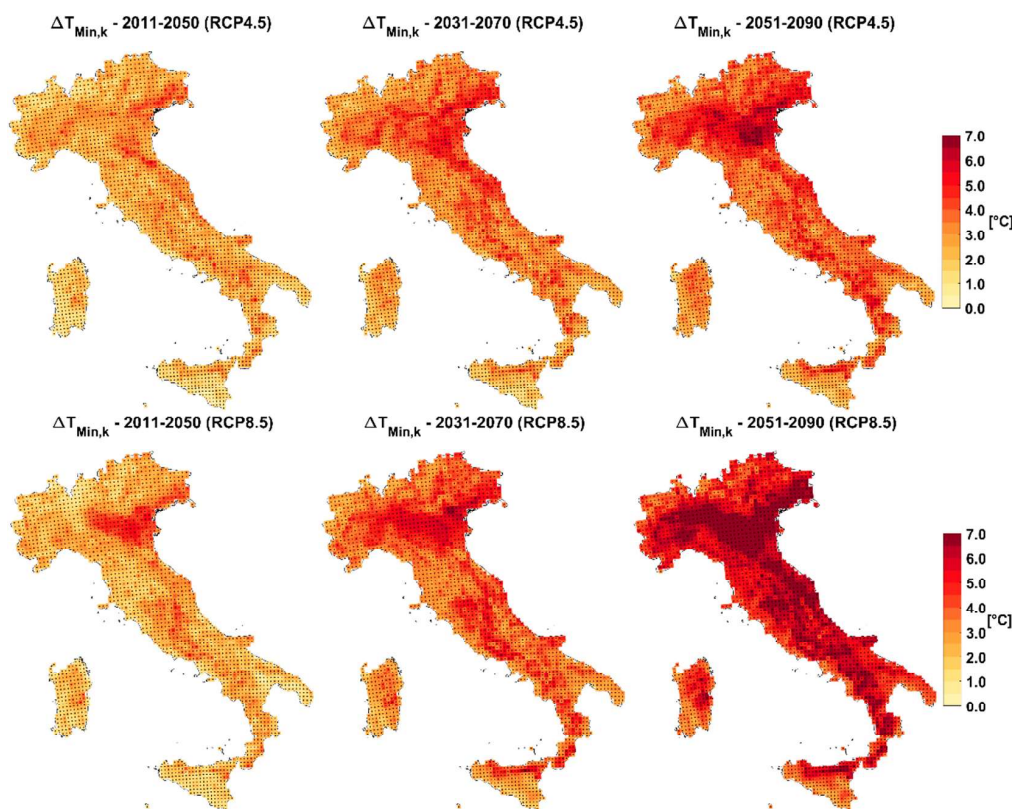 ΔT_Min,k - 2011-2050 (RCP4.5)
ΔT_Min,k - 2031-2070 (RCP4.5)
ΔT_Min,k - 2051-2090 (RCP4.5)
7.0
6.0
5.0
4.0
3.0
2.0
1.0
0.0
[°C]
ΔT_Min,k - 2011-2050 (RCP8.5)
ΔT_Min,k - 2031-2070 (RCP8.5)
ΔT_Min,k - 2051-2090 (RCP8.5)
7.0
6.0
5.0
4.0
3.0
2.0
1.0
0.0
[°C]